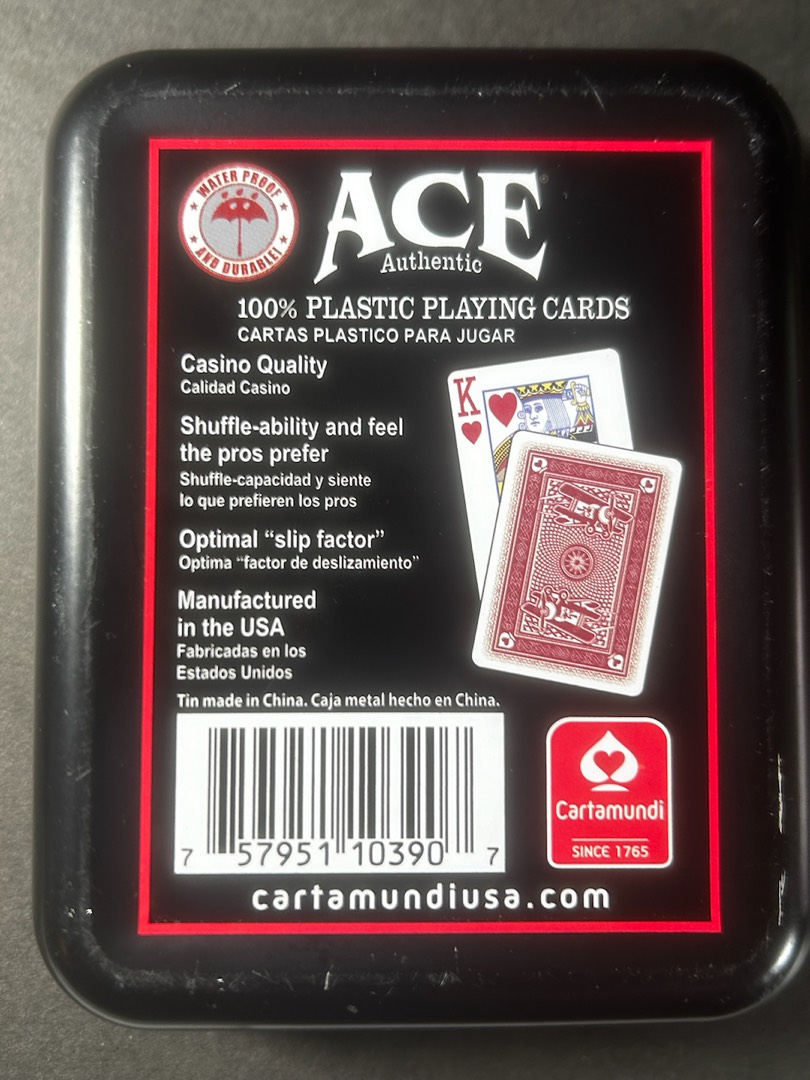 WATER PROOF
AND DURABLE!
ACE
Authentic
100% PLASTIC PLAYING CARDS
CARTAS PLASTICO PARA JUGAR
Casino Quality
Calidad Casino
K
Shuffle-ability and feel
the pros prefer
Shuffle-capacidad y siente
lo que prefieren los pros
Optimal “slip factor”
Optima “factor de deslizamiento”
Manufactured
in the USA
Fabricadas en los
Estados Unidos
Tin made in China. Caja metal hecho en China.
7 57951 10390 7
Cartamundi
SINCE 1765
cartamundiusa.com